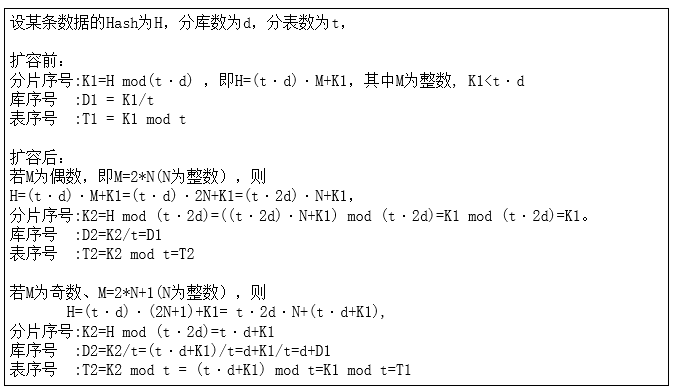 设某条数据的Hash为H，分库数为d，分表数为t，
扩容前：
分片序号:K1=H mod(t·d) ，即H=(t·d)·M+K1，其中M为整数, K1<t·d
库序号 :D1 = K1/t
表序号 :T1 = K1 mod t
扩容后：
若M为偶数，即M=2*N(N为整数)，则
H=(t·d)·M+K1=(t·d)·2N+K1=(t·2d)·N+K1，
分片序号:K2=H mod (t·2d)=((t·2d)·N+K1) mod (t·2d)=K1 mod (t·2d)=K1。
库序号 :D2=K2/t=D1
表序号 :T2=K2 mod t=T2
若M为奇数、M=2*N+1(N为整数)，则
H=(t·d)·(2N+1)+K1= t·2d·N+(t·d+K1),
分片序号:K2=H mod (t·2d)=t·d+K1
库序号 :D2=K2/t=(t·d+K1)/t=d+K1/t=d+D1
表序号 :T2=K2 mod t = (t·d+K1) mod t=K1 mod t=T1